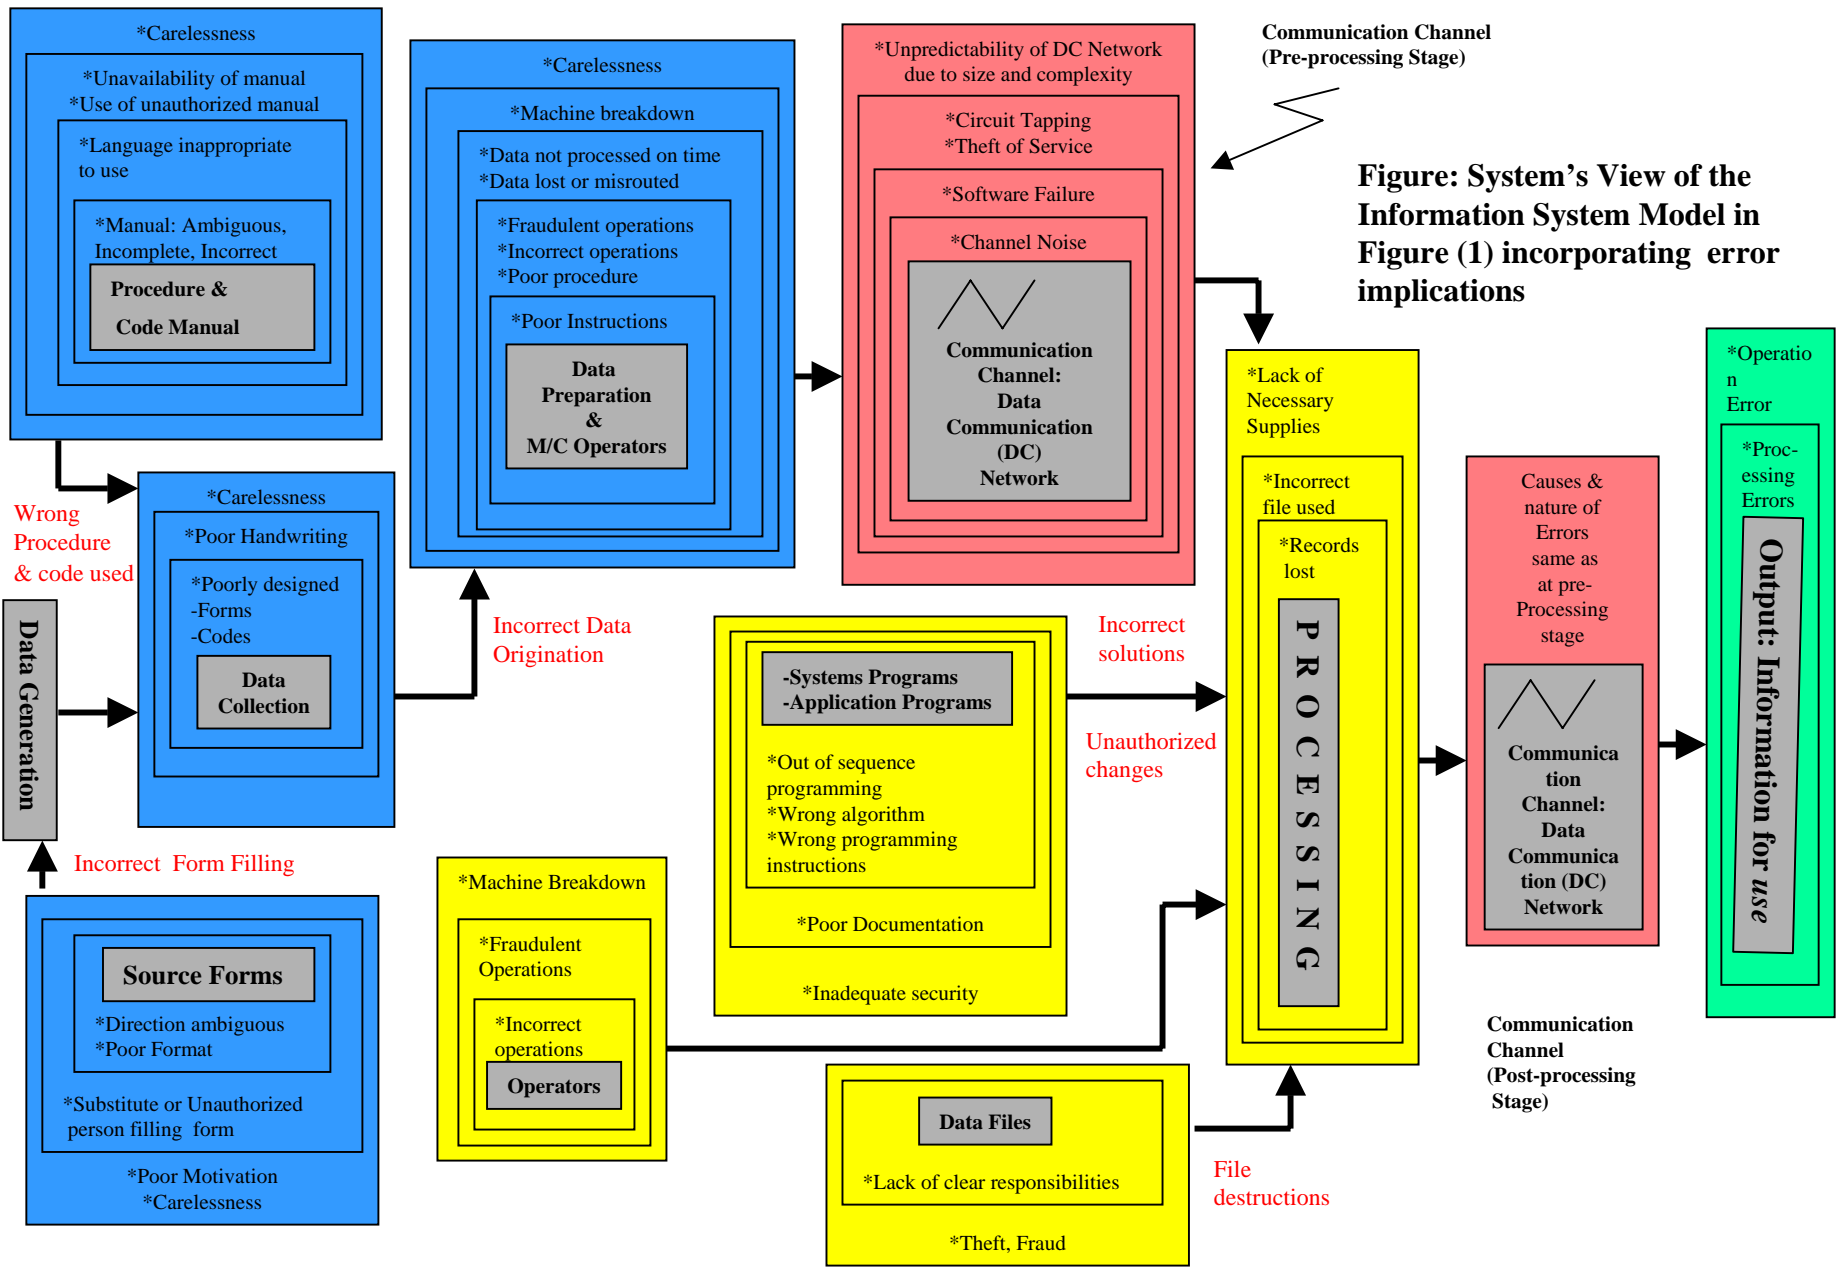 *Carelessness
*Unavailability of manual
*Use of unauthorized manual
*Language inappropriate
to use
*Manual: Ambiguous,
Incomplete, Incorrect
Procedure &
Code Manual
Wrong
Procedure
& code used
*Carelessness
*Poor Handwriting
*Poorly designed
-Forms
-Codes
Data
Collection
Data Generation
Incorrect  Form Filling
Source Forms
*Direction ambiguous
*Poor Format
*Substitute or Unauthorized
person filling  form
*Poor Motivation
*Carelessness
*Carelessness
*Machine breakdown
*Data not processed on time
*Data lost or misrouted
*Fraudulent operations
*Incorrect operations
*Poor procedure
*Poor Instructions
Data
Preparation
&
M/C Operators
Incorrect Data
Origination
*Unpredictability of DC Network
due to size and complexity
*Circuit Tapping
*Theft of Service
*Software Failure
*Channel Noise
Communication
Channel:
Data
Communication
(DC)
Network
Communication Channel
(Pre-processing Stage)
Figure: System’s View of the
Information System Model in
Figure (1) incorporating  error
implications
-Systems Programs
-Application Programs
*Out of sequence
programming
*Wrong algorithm
*Wrong programming
instructions
*Poor Documentation
*Inadequate security
Incorrect
solutions
Unauthorized
changes
*Machine Breakdown
*Fraudulent
Operations
*Incorrect
operations
Operators
Data Files
*Lack of clear responsibilities
*Theft, Fraud
File
destructions
*Lack of
Necessary
Supplies
*Incorrect
file used
*Records
lost
PROCESSING
Causes &
nature of
Errors
same as
at pre-
Processing
stage
Communica
tion
Channel:
Data
Communica
tion (DC)
Network
Communication
Channel
(Post-processing
Stage)
*Operatio
n
Error
*Proc-
essing
Errors
Output: Information for use